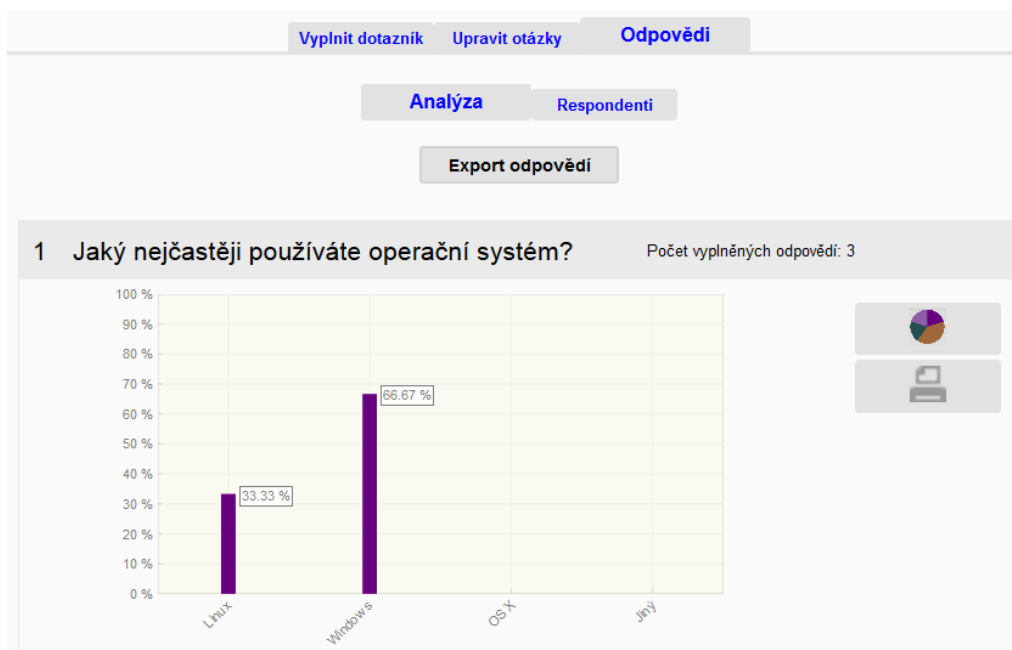 Vyplnit dotazník Upravit otázky Odpovědi
Analýza Respondenti
Export odpovědí
1 Jaký nejčastěji používáte operační systém? Počet vyplněných odpovědí: 3
100 %
90 %
80 %
70 %
66.67 %
60 %
50 %
40 %
33.33 %
30 %
20 %
10 %
0 %
Linux Windows OS X Jiný